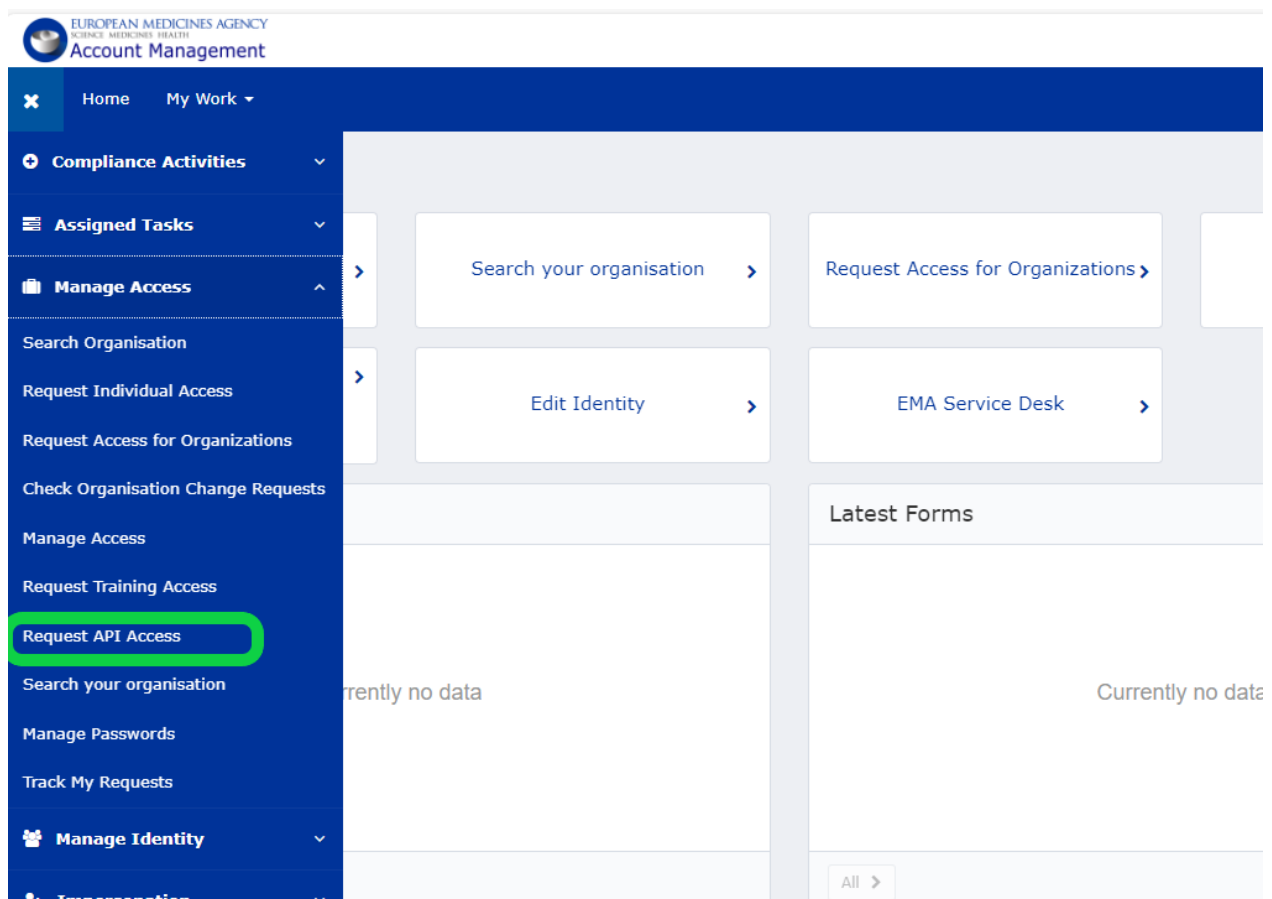 EUROPEAN MEDICINES AGENCY
SCIENCE MEDICINES HEALTH
Account Management
Home
My Work
Compliance Activities
Assigned Tasks
Manage Access
Search Organisation
Request Individual Access
Request Access for Organizations
Check Organisation Change Requests
Manage Access
Request Training Access
Request API Access
Search your organisation
Manage Passwords
Track My Requests
Manage Identity
Impersonation
Search your organisation
Request Access for Organizations
Edit Identity
EMA Service Desk
Latest Forms
rrently no data
Currently no data
All